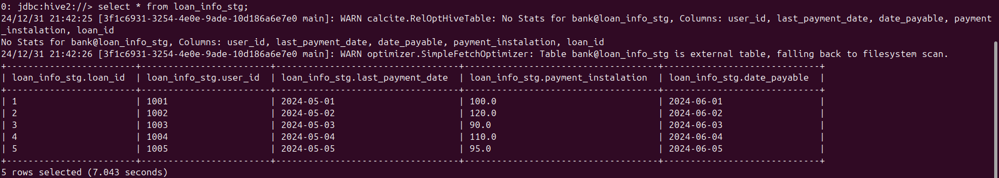 0: jdbc:hive2://> select * from loan_info_stg;
24/12/31 21:42:25 [3f1c6931-3254-4e0e-9ade-10d186a6e7e0 main]: WARN calcite.RelOptHiveTable: No Stats for bank@loan_info_stg, Columns: user_id, last_payment_date, date_payable, payment
_instalation, loan_id
No Stats for bank@loan_info_stg, Columns: user_id, last_payment_date, date_payable, payment_instalation, loan_id
24/12/31 21:42:26 [3f1c6931-3254-4e0e-9ade-10d186a6e7e0 main]: WARN optimizer.SimpleFetchOptimizer: Table bank@loan_info_stg is external table, falling back to filesystem scan.
+------------------------+------------------------+----------------------------------+------------------------------------+-----------------------------+
| loan_info_stg.loan_id  | loan_info_stg.user_id  | loan_info_stg.last_payment_date  | loan_info_stg.payment_instalation  | loan_info_stg.date_payable  |
+------------------------+------------------------+----------------------------------+------------------------------------+-----------------------------+
| 1                      | 1001                   | 2024-05-01                       | 100.0                              | 2024-06-01                  |
| 2                      | 1002                   | 2024-05-02                       | 120.0                              | 2024-06-02                  |
| 3                      | 1003                   | 2024-05-03                       | 90.0                               | 2024-06-03                  |
| 4                      | 1004                   | 2024-05-04                       | 110.0                              | 2024-06-04                  |
| 5                      | 1005                   | 2024-05-05                       | 95.0                               | 2024-06-05                  |
+------------------------+------------------------+----------------------------------+------------------------------------+-----------------------------+
5 rows selected (7.043 seconds)